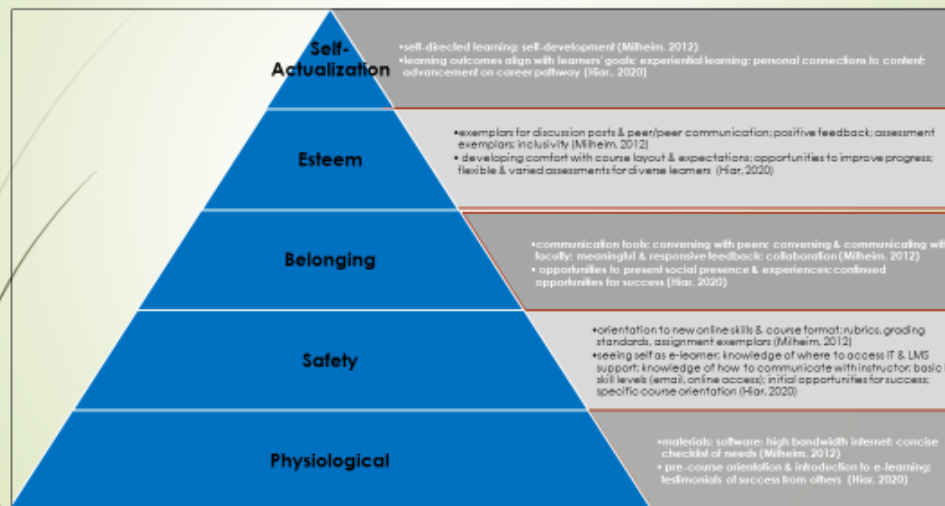 Self-
Actualization
•self-directed learning; self-development (Milheim, 2012)
•learning outcomes align with learners' goals; experiential learning; personal connections to content;
advancement on career pathway (Hiar, 2020)
Esteem
•exemplars for discussion posts & peer/peer communication; positive feedback; assessment
exemplars; inclusivity (Milheim, 2012)
• developing comfort with course layout & expectations; opportunities to improve progress;
flexible & varied assessments for diverse learners (Hiar, 2020)
Belonging
•communication tools; conversing with peers; conversing & communicating with
faculty; meaningful & responsive feedback; collaboration (Milheim, 2012)
• opportunities to present social presence & experiences; continued
opportunities for success (Hiar, 2020)
Safety
•orientation to new online skills & course format; rubrics, grading
standards, assignment exemplars (Milheim, 2012)
•seeing self as e-learner; knowledge of where to access IT & LMS
support; knowledge of how to communicate with instructor; basic
skill levels (email, online access); initial opportunities for success;
specific course orientation (Hiar, 2020)
Physiological
•materials; software; high bandwidth internet; concise
checklist of needs (Milheim, 2012)
• pre-course orientation & introduction to e-learning;
testimonials of success from others (Hiar, 2020)